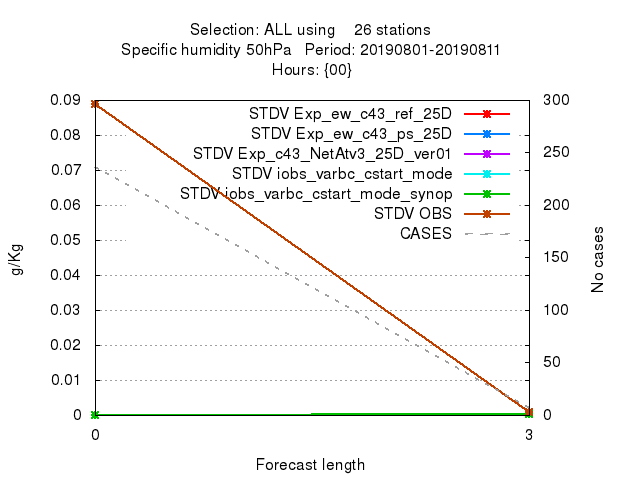 Selection: ALL using    26 stations
Specific humidity 50hPa   Period: 20190801-20190811
Hours: {00}
0.09
0.08
0.07
0.06
0.05
0.04
0.03
0.02
0.01
0
300
250
200
150
100
50
0
STDV Exp_ew_c43_ref_25D
STDV Exp_ew_c43_ps_25D
STDV Exp_c43_NetAtv3_25D_ver01
STDV iobs_varbc_cstart_mode
STDV iobs_varbc_cstart_mode_synop
STDV OBS
CASES
g/Kg
No cases
0
3
Forecast length